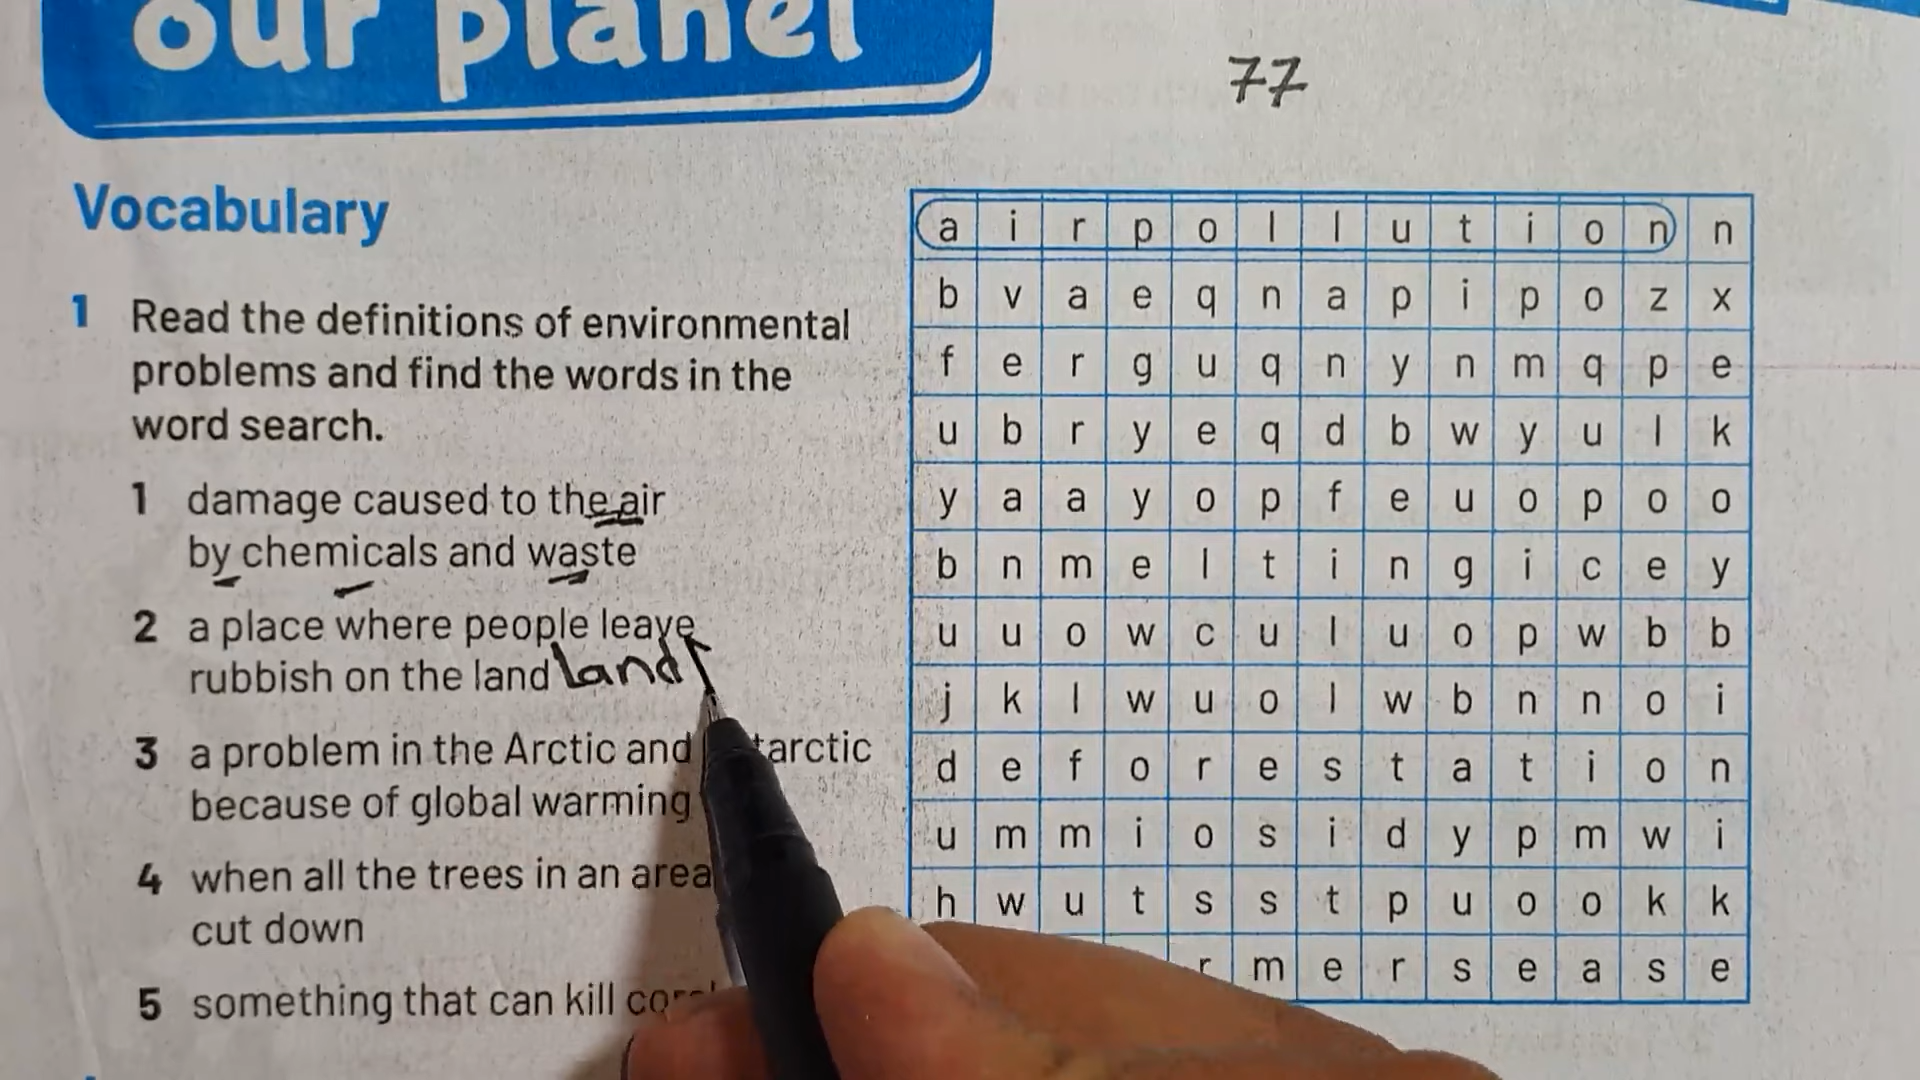 our planet
77
Vocabulary
1 Read the definitions of environmental
problems and find the words in the
word search.
1 damage caused to the air
by chemicals and waste
2 a place where people leave
rubbish on the land land
3 a problem in the Arctic and
because of global warming
4 when all the trees in an area
cut down
5 something that can kill
a i r p o l l u t i o n n
b v a e q n a p i p o z x
f e r g u q n y n m q p e
u b r y e q d b w y u l k
y a a y o p f e u o p o o
b n m e l t i n g i c e y
u u o w c u l u o p w b b
j k l w u o l w b n n o i
d e f o r e s t a t i o n
u m m i o s i d y p m w i
h w u t s s t p u o o k k
r m e r s e a s e